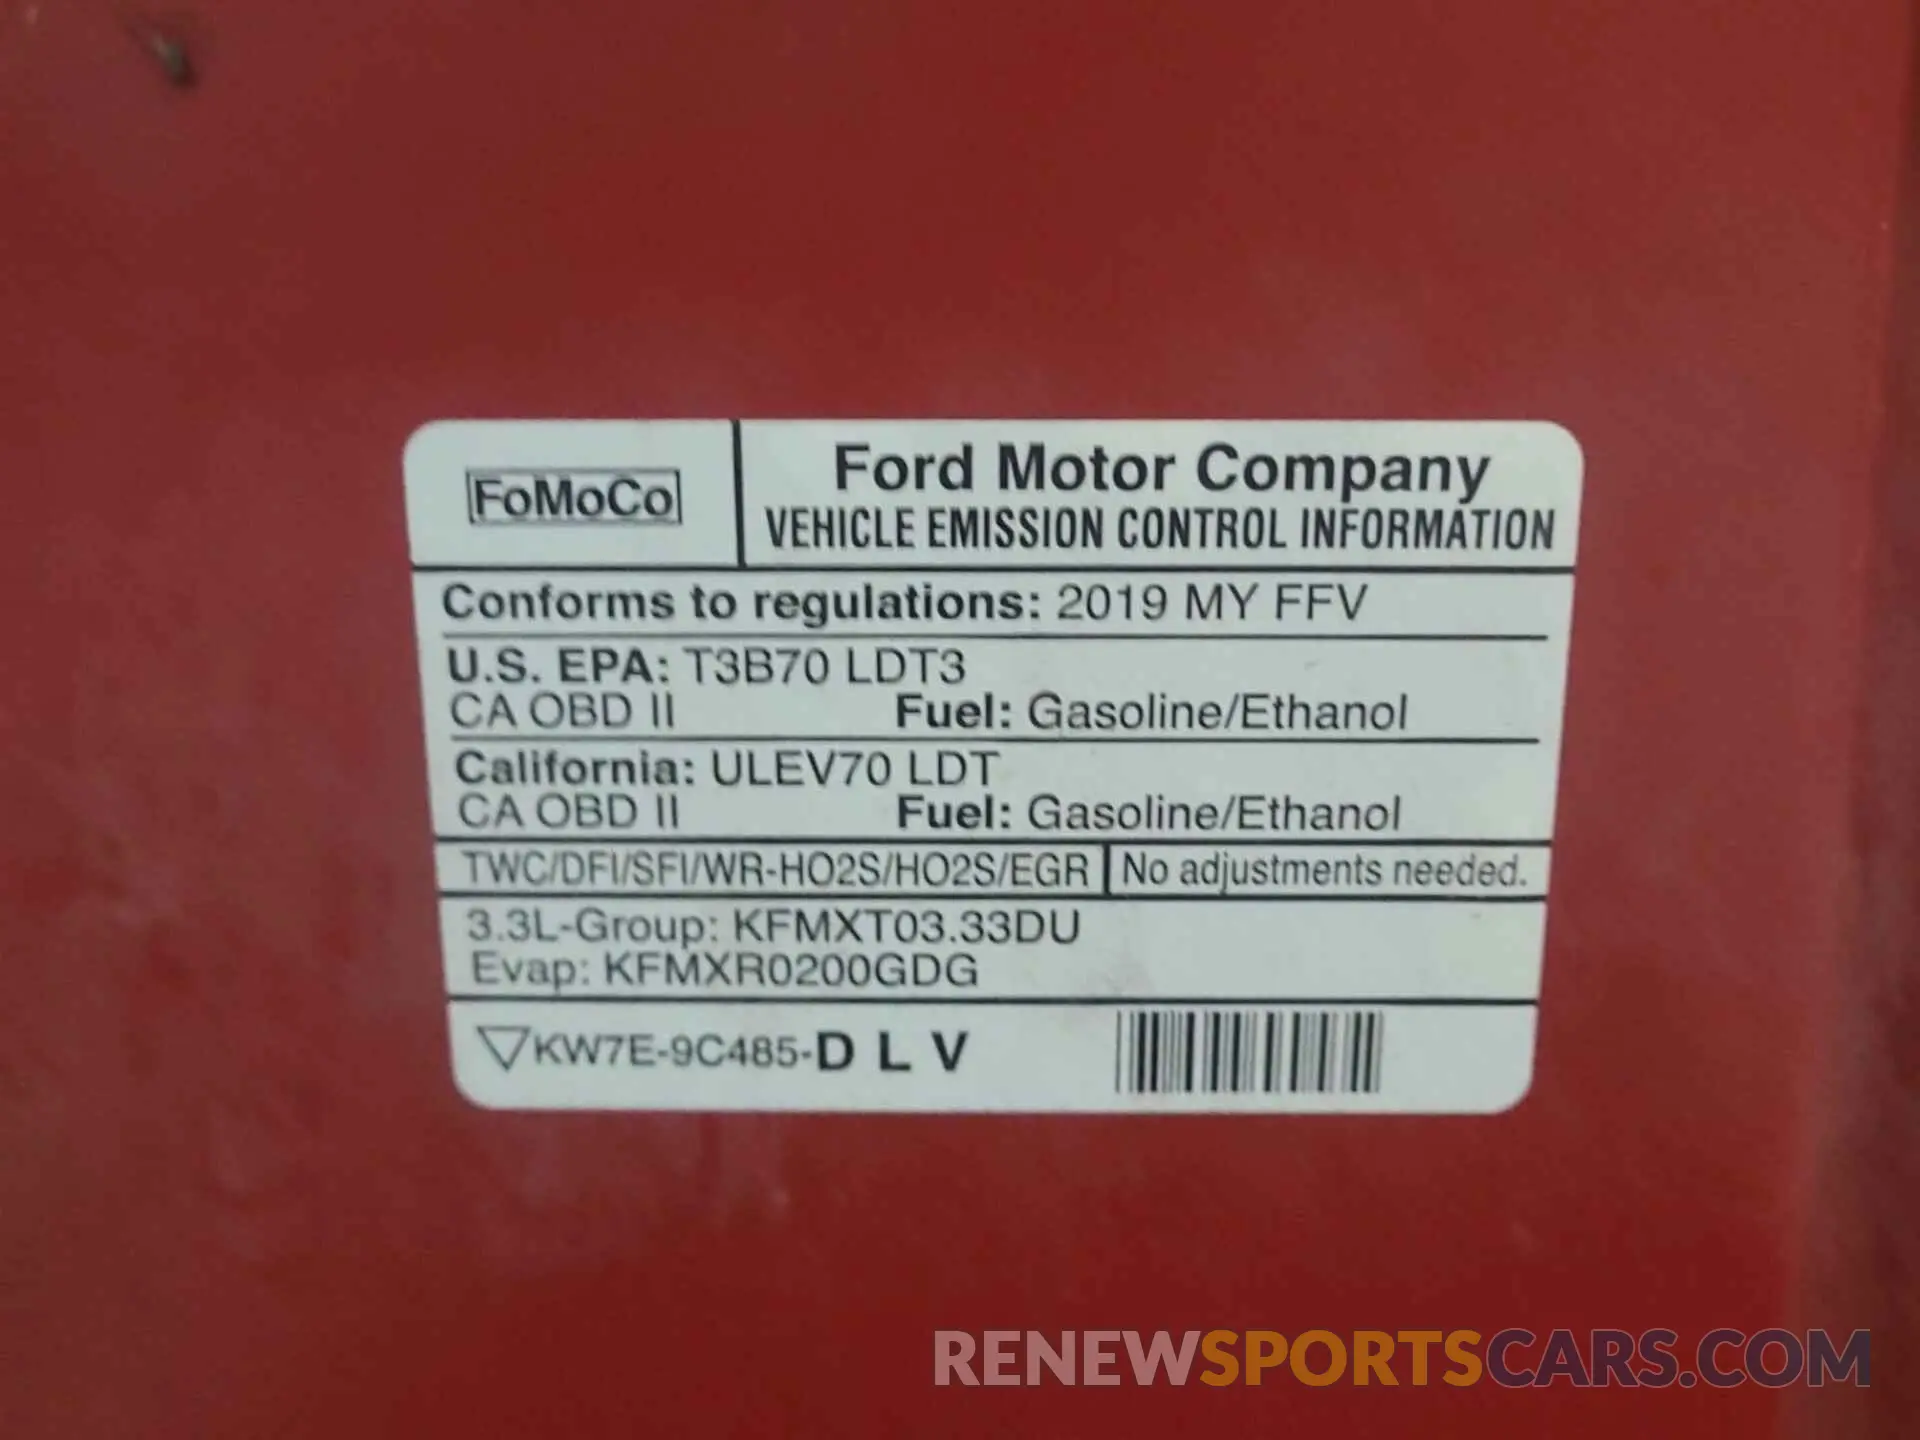 FoMoCo
Ford Motor Company
VEHICLE EMISSION CONTROL INFORMATION
Conforms to regulations: 2019 MY FFV
U.S. EPA: T3B70 LDT3
CA OBD II Fuel: Gasoline/Ethanol
California: ULEV70 LDT
CA OBD II Fuel: Gasoline/Ethanol
TWC/DFI/SFI/WR-HO2S/HO2S/EGR No adjustments needed.
3.3L-Group: KFMXT03.33DU
Evap: KFMXR0200GDG
KW7E-9C485-D L V
RENEWSPORTSCARS.COM